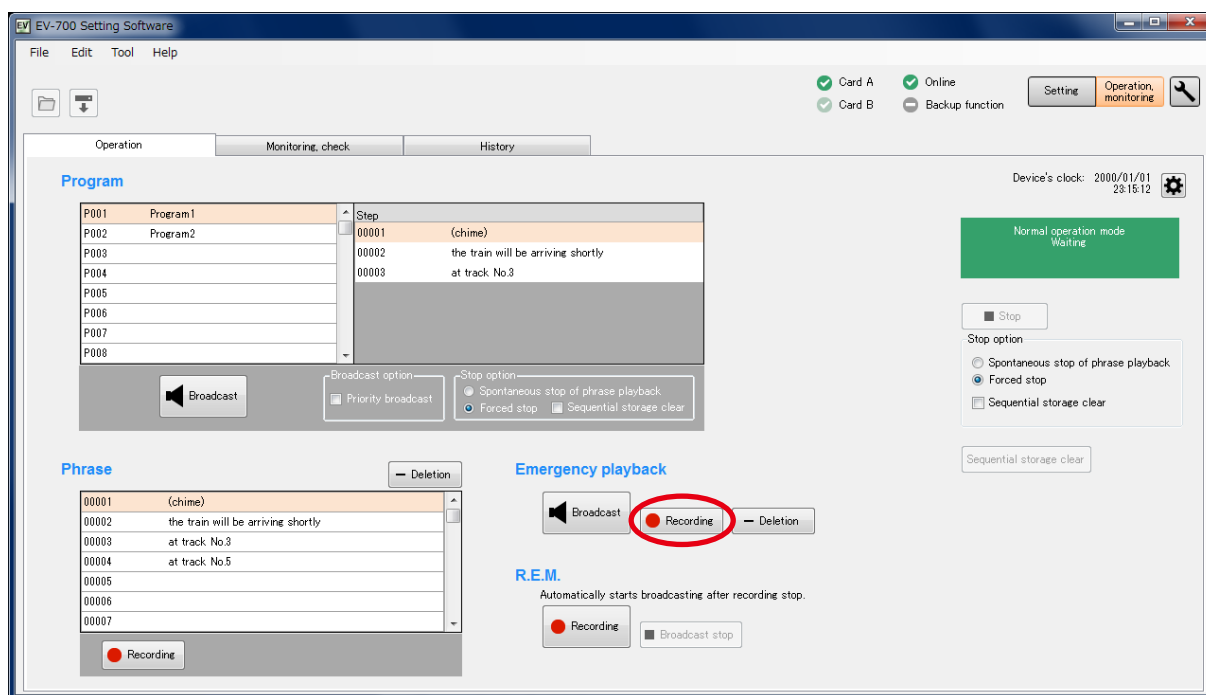 EV EV-700 Setting Software
File Edit Tool Help
Card A Online
Card B Backup function
Setting
Operation,
monitoring
Operation Monitoring, check History
Device's clock: 2000/01/01
23:15:12
Program
P001 Program1
P002 Program2
P003
P004
P005
P006
P007
P008
Step
00001 (chime)
00002 the train will be arriving shortly
00003 at track No.3
Broadcast
Broadcast option
Priority broadcast
Stop option
Spontaneous stop of phrase playback
Forced stop Sequential storage clear
Normal operation mode
Waiting
Stop
Stop option
Spontaneous stop of phrase playback
Forced stop
Sequential storage clear
Sequential storage clear
Phrase
Deletion
00001 (chime)
00002 the train will be arriving shortly
00003 at track No.3
00004 at track No.5
00005
00006
00007
Recording
Emergency playback
Broadcast Recording Deletion
R.E.M.
Automatically starts broadcasting after recording stop.
Recording Broadcast stop